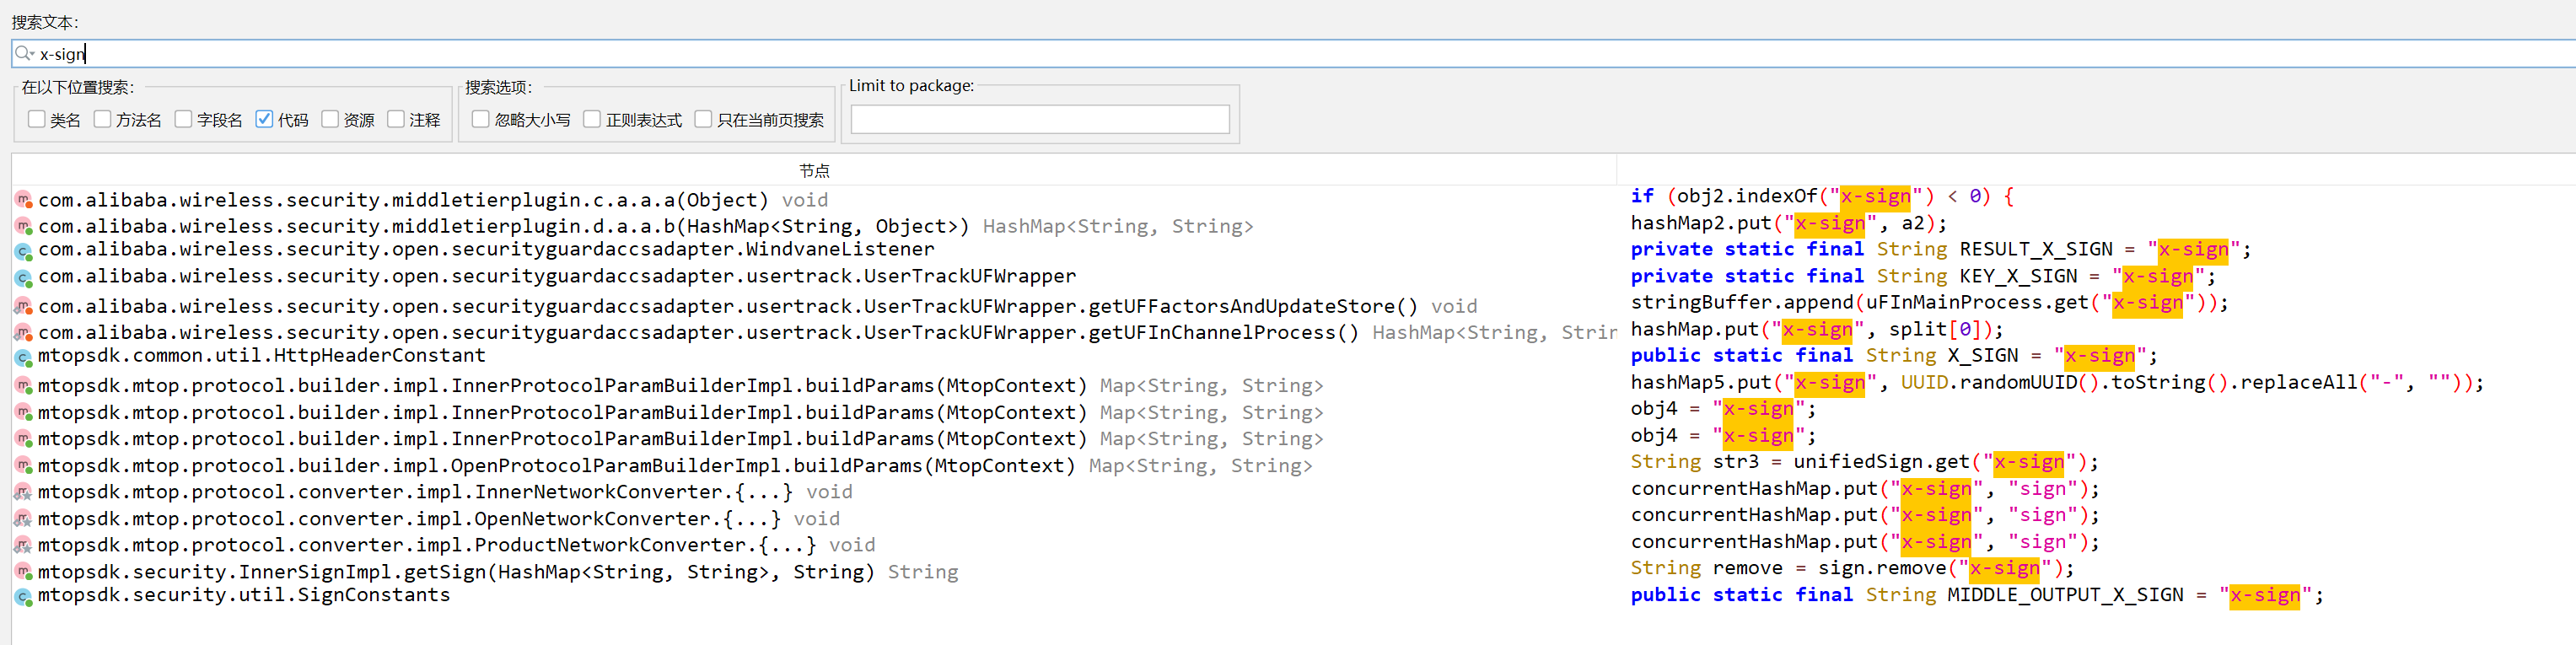 搜索文本:
x-sign
在以下位置搜索: 搜索选项: Limit to package:
类名 方法名 字段名 代码 资源 注释 忽略大小写 正则表达式 只在当前页搜索
节点
com.alibaba.wireless.security.middletierplugin.c.a.a.a(Object) void if (obj2.indexOf("x-sign") < 0) {
com.alibaba.wireless.security.middletierplugin.d.a.a.b(HashMap<String, Object>) HashMap<String, String> hashMap2.put("x-sign", a2);
com.alibaba.wireless.security.open.securityguardaccsadapter.WindvaneListener private static final String RESULT_X_SIGN = "x-sign";
com.alibaba.wireless.security.open.securityguardaccsadapter.usertrack.UserTrackUFWrapper private static final String KEY_X_SIGN = "x-sign";
com.alibaba.wireless.security.open.securityguardaccsadapter.usertrack.UserTrackUFWrapper.getUFFactorsAndUpdateStore() void stringBuffer.append(uFInMainProcess.get("x-sign"));
com.alibaba.wireless.security.open.securityguardaccsadapter.usertrack.UserTrackUFWrapper.getUFInChannelProcess() HashMap<String, Strin hashMap.put("x-sign", split[0]);
mtopsdk.common.util.HttpHeaderConstant public static final String X_SIGN = "x-sign";
mtopsdk.mtop.protocol.builder.impl.InnerProtocolParamBuilderImpl.buildParams(MtopContext) Map<String, String> hashMap5.put("x-sign", UUID.randomUUID().toString().replaceAll("-", ""));
mtopsdk.mtop.protocol.builder.impl.InnerProtocolParamBuilderImpl.buildParams(MtopContext) Map<String, String> obj4 = "x-sign";
mtopsdk.mtop.protocol.builder.impl.InnerProtocolParamBuilderImpl.buildParams(MtopContext) Map<String, String> obj4 = "x-sign";
mtopsdk.mtop.protocol.builder.impl.OpenProtocolParamBuilderImpl.buildParams(MtopContext) Map<String, String> String str3 = unifiedSign.get("x-sign");
mtopsdk.mtop.protocol.converter.impl.InnerNetworkConverter.{...} void concurrentHashMap.put("x-sign", "sign");
mtopsdk.mtop.protocol.converter.impl.OpenNetworkConverter.{...} void concurrentHashMap.put("x-sign", "sign");
mtopsdk.mtop.protocol.converter.impl.ProductNetworkConverter.{...} void concurrentHashMap.put("x-sign", "sign");
mtopsdk.security.InnerSignImpl.getSign(HashMap<String, String>, String) String String remove = sign.remove("x-sign");
mtopsdk.security.util.SignConstants public static final String MIDDLE_OUTPUT_X_SIGN = "x-sign";